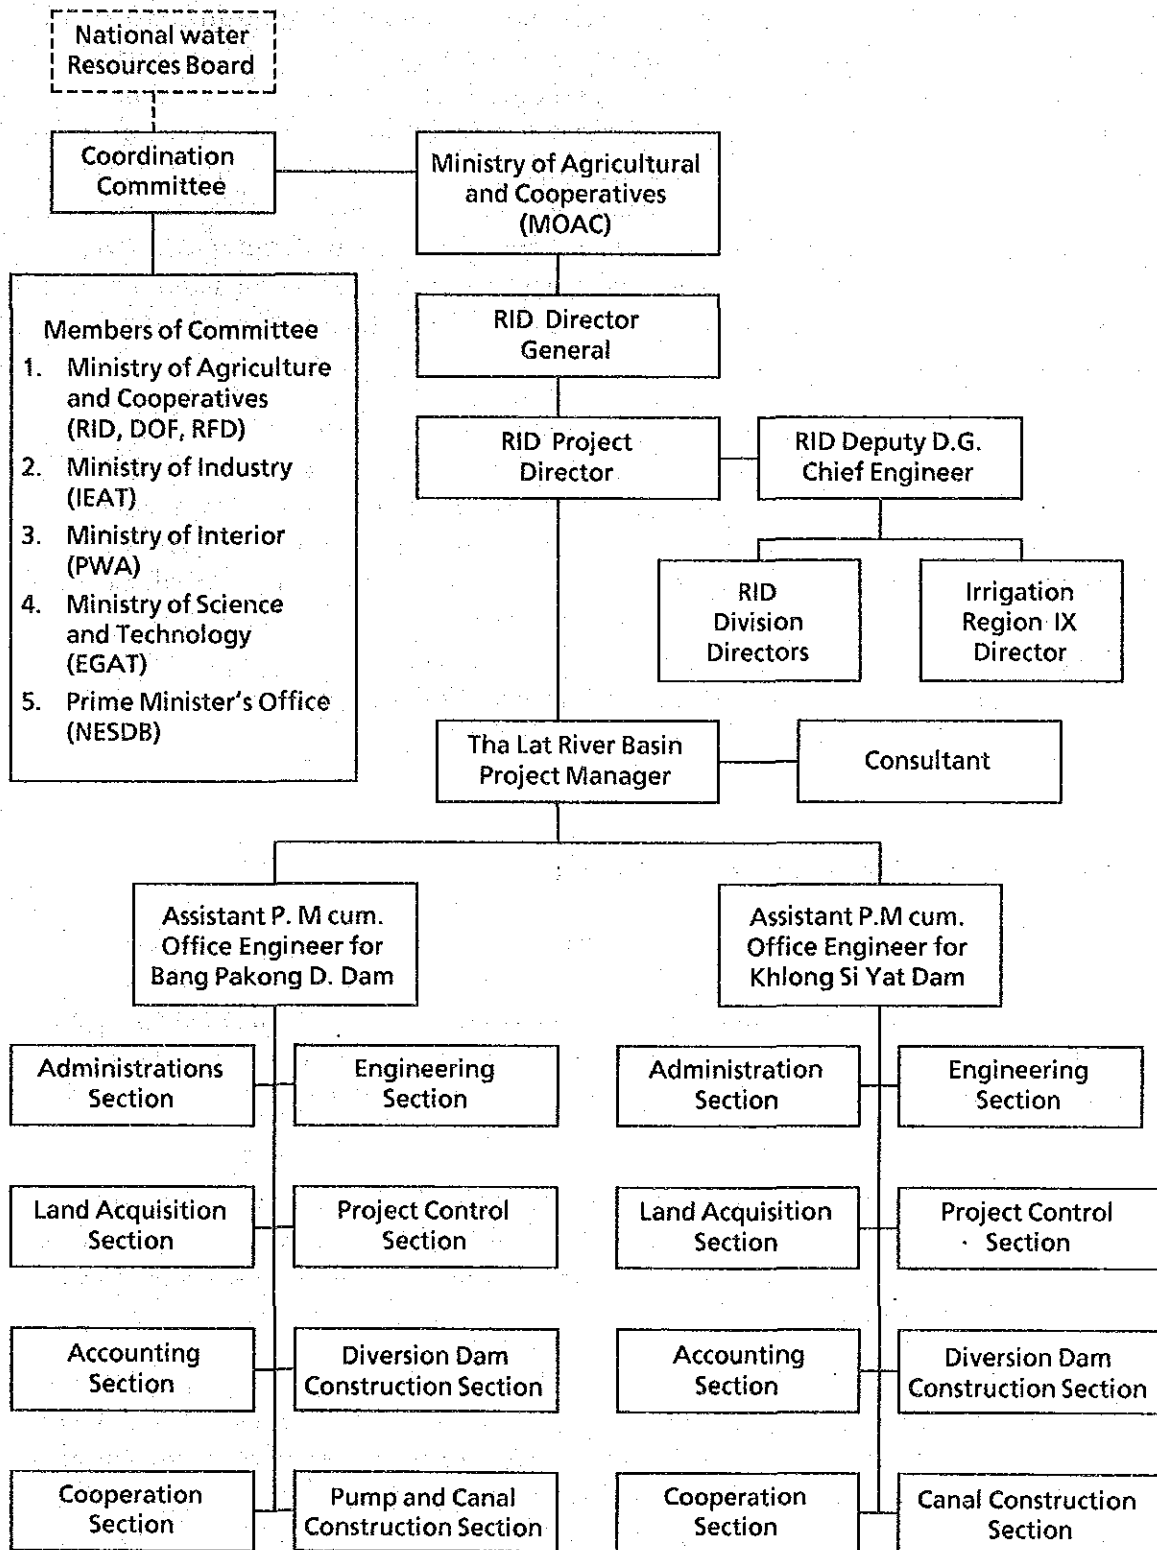 National water
Resources Board
Coordination
Committee
Ministry of Agricultural
and Cooperatives
(MOAC)
Members of Committee
1. Ministry of Agriculture
and Cooperatives
(RID, DOF, RFD)
2. Ministry of Industry
(IEAT)
3. Ministry of Interior
(PWA)
4. Ministry of Science
and Technology
(EGAT)
5. Prime Minister's Office
(NESDB)
RID Director
General
RID Project
Director
RID Deputy D.G.
Chief Engineer
RID
Division
Directors
Irrigation
Region IX
Director
Tha Lat River Basin
Project Manager
Consultant
Assistant P. M cum.
Office Engineer for
Bang Pakong D. Dam
Assistant P.M cum.
Office Engineer for
Khlong Si Yat Dam
Administrations
Section
Engineering
Section
Administration
Section
Engineering
Section
Land Acquisition
Section
Project Control
Section
Land Acquisition
Section
Project Control
Section
Accounting
Section
Diversion Dam
Construction Section
Accounting
Section
Diversion Dam
Construction Section
Cooperation
Section
Pump and Canal
Construction Section
Cooperation
Section
Canal Construction
Section